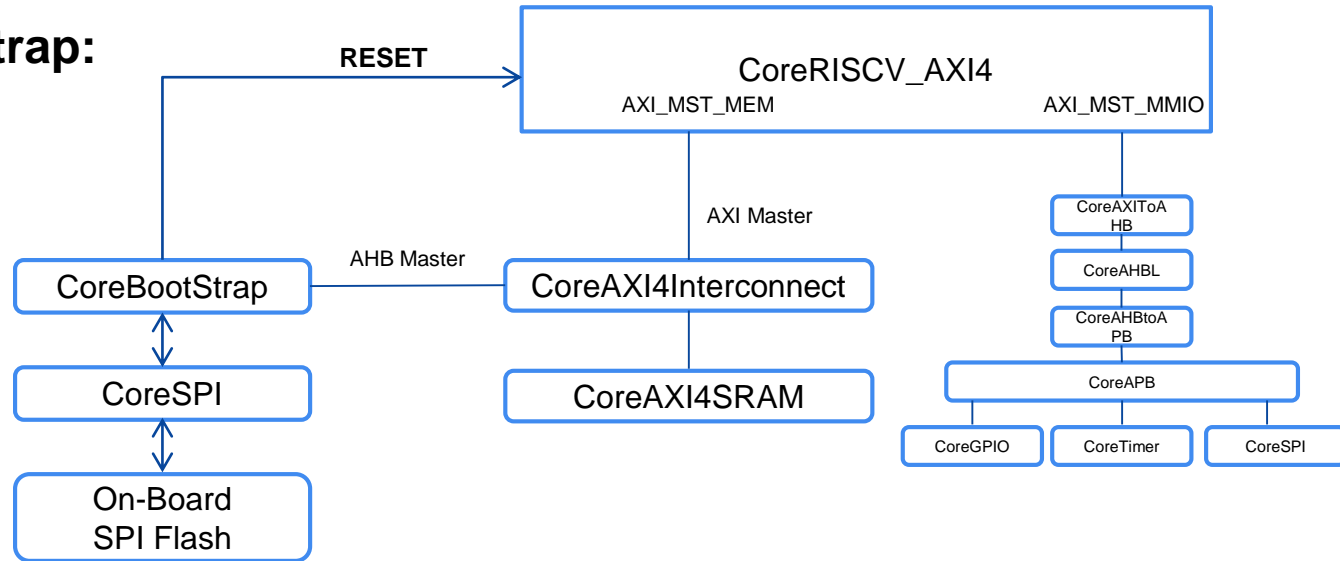 trap:
RESET
CoreRISCV_AXI4
AXI_MST_MEM
AXI_MST_MMIO
AXI Master
CoreAXIToA
HB
AHB Master
CoreBootStrap
CoreAXI4Interconnect
CoreAHBL
CoreAHBtoA
PB
CoreSPI
CoreAXI4SRAM
CoreAPB
CoreGPIO
CoreTimer
CoreSPI
On-Board
SPI Flash